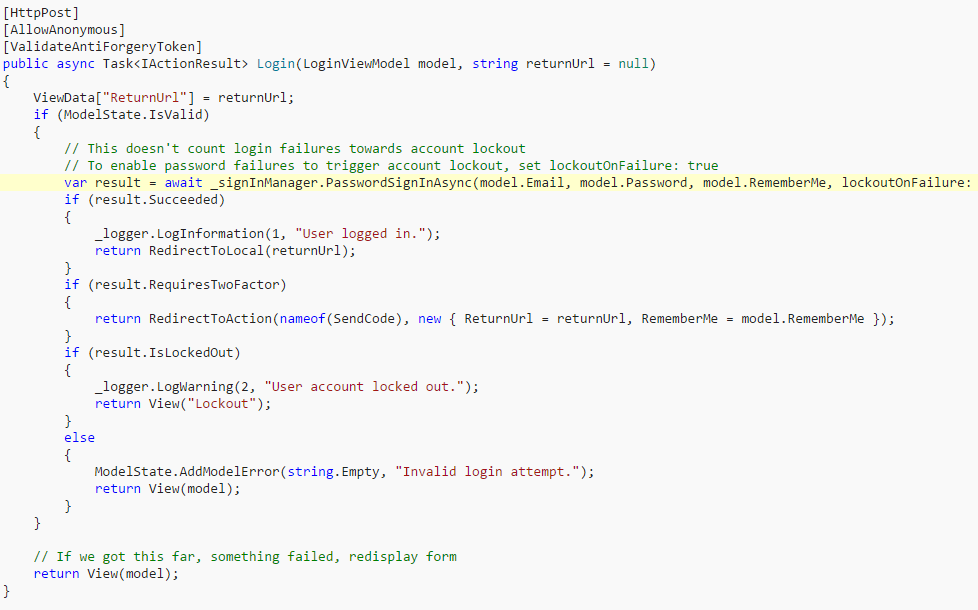 [HttpPost]
[AllowAnonymous]
[ValidateAntiForgeryToken]
public async Task<IActionResult> Login(LoginViewModel model, string returnUrl = null)
{
    ViewData["ReturnUrl"] = returnUrl;
    if (ModelState.IsValid)
    {
        // This doesn't count login failures towards account lockout
        // To enable password failures to trigger account lockout, set lockoutOnFailure: true
        var result = await _signInManager.PasswordSignInAsync(model.Email, model.Password, model.RememberMe, lockoutOnFailure:
        if (result.Succeeded)
        {
            _logger.LogInformation(1, "User logged in.");
            return RedirectToLocal(returnUrl);
        }
        if (result.RequiresTwoFactor)
        {
            return RedirectToAction(nameof(SendCode), new { ReturnUrl = returnUrl, RememberMe = model.RememberMe });
        }
        if (result.IsLockedOut)
        {
            _logger.LogWarning(2, "User account locked out.");
            return View("Lockout");
        }
        else
        {
            ModelState.AddModelError(string.Empty, "Invalid login attempt.");
            return View(model);
        }
    }

    // If we got this far, something failed, redisplay form
    return View(model);
}